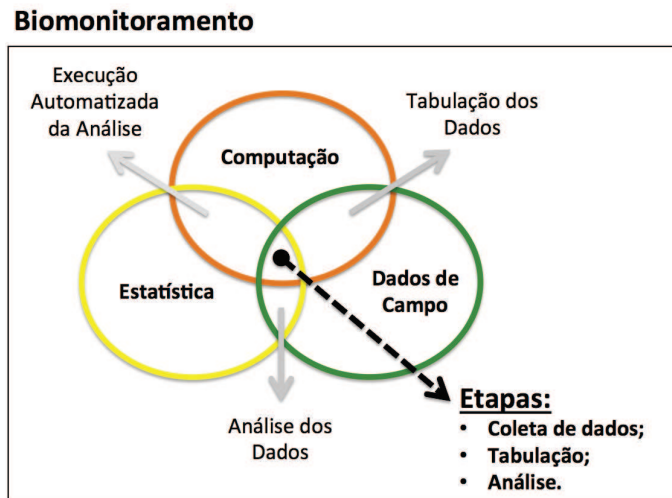 Biomonitoramento
Execução
Automatizada
da Análise
Tabulação dos
Dados
Computação
Estatística
Dados de
Campo
Análise dos
Dados
Etapas:
• Coleta de dados;
• Tabulação;
• Análise.